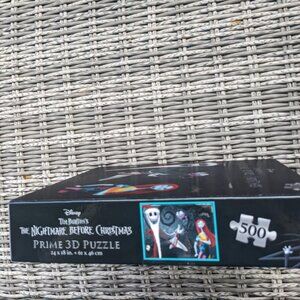 Disney
Tim Burton's
THE NIGHTMARE BEFORE CHRISTMAS
PRIME 3D PUZZLE
24 x 18 in. • 61 x 46 cm
500